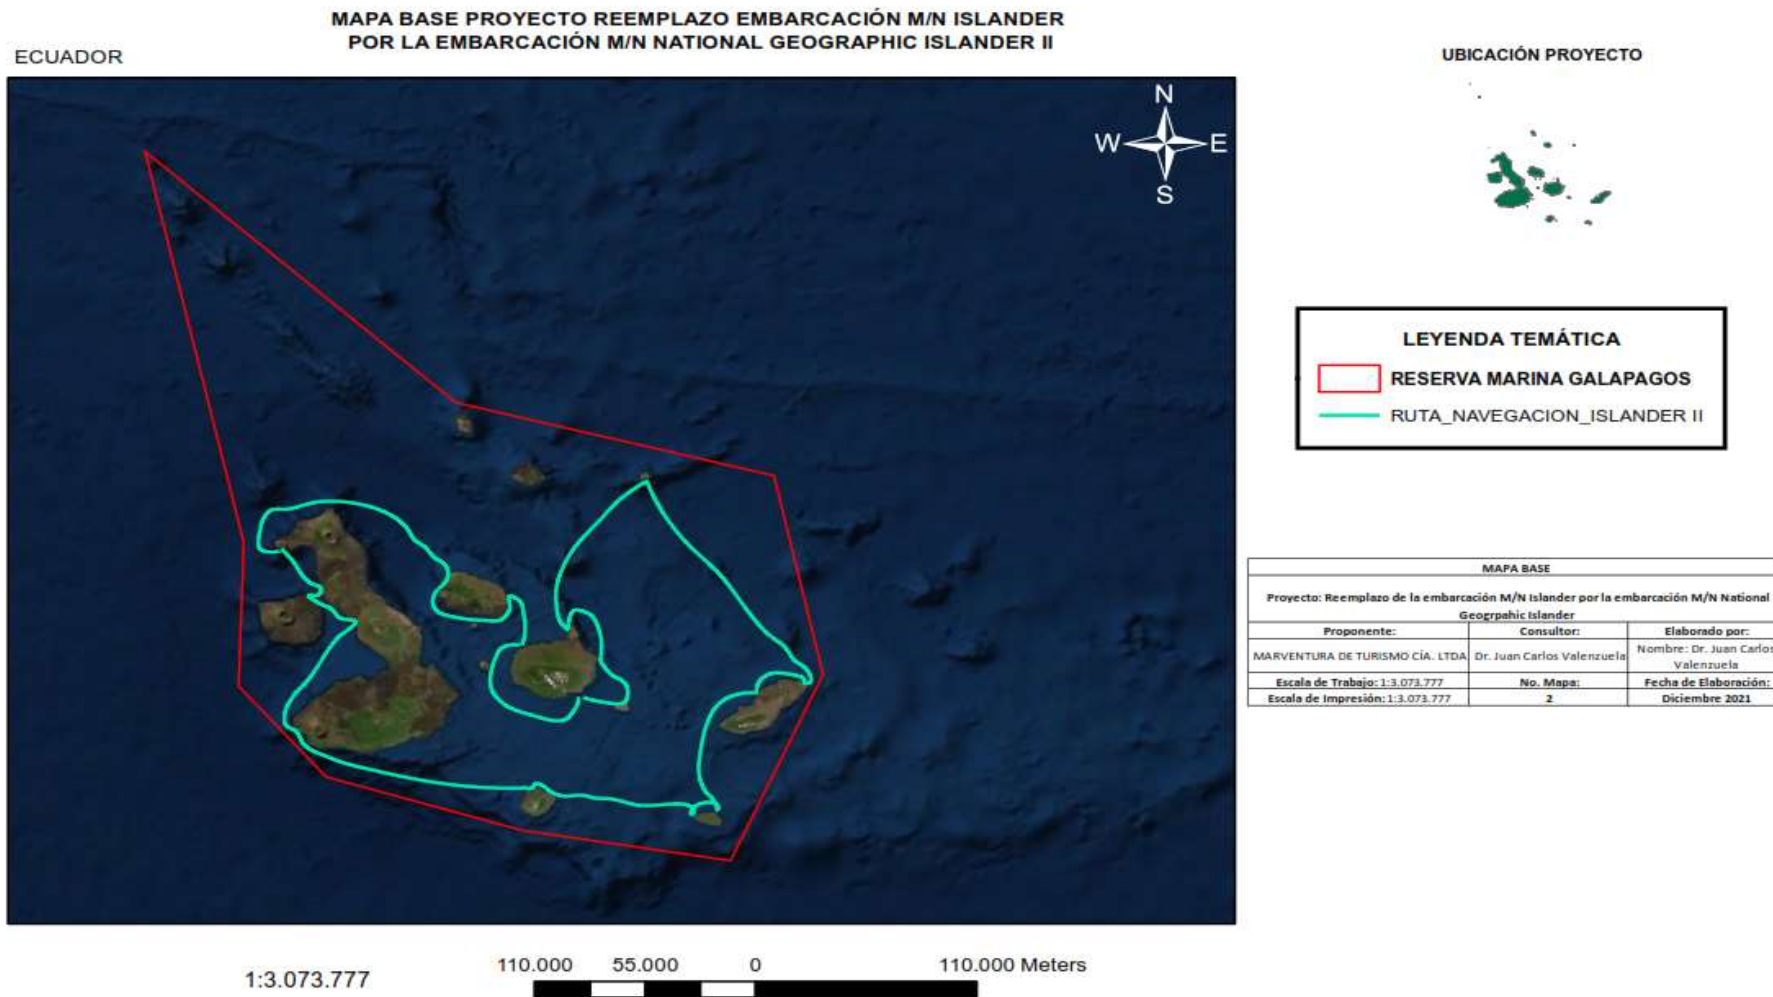 MAPA BASE PROYECTO REEMPLAZO EMBARCACIÓN M/N ISLANDER
POR LA EMBARCACIÓN M/N NATIONAL GEOGRAPHIC ISLANDER II
ECUADOR
UBICACIÓN PROYECTO
N
W E
S
LEYENDA TEMÁTICA
RESERVA MARINA GALAPAGOS
RUTA_NAVEGACION_ISLANDER II
MAPA BASE
Proyecto: Reemplazo de la embarcación M/N Islander por la embarcación M/N National
Geogrpahic Islander
Proponente: Consultor: Elaborado por:
MARVENTURA DE TURISMO CÍA. LTDA Dr. Juan Carlos Valenzuela Nombre: Dr. Juan Carlos
Valenzuela
Escala de Trabajo: 1:3.073.777 No. Mapa: Fecha de Elaboración:
Escala de Impresión: 1:3.073.777 2 Diciembre 2021
1:3.073.777
110.000 55.000 0 110.000 Meters